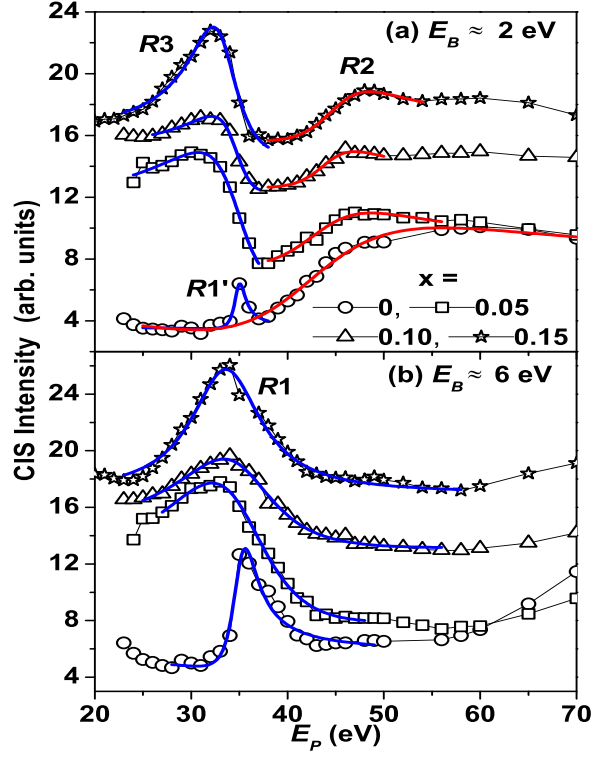 24
(a) E_B ≈ 2 eV
R3
R2
20
16
12
8
R1'
x =
0, 0.05
4
0.10, 0.15
CIS Intensity (arb. units)
(b) E_B ≈ 6 eV
24
R1
20
16
12
8
4
20 30 40 50 60 70
E_P (eV)